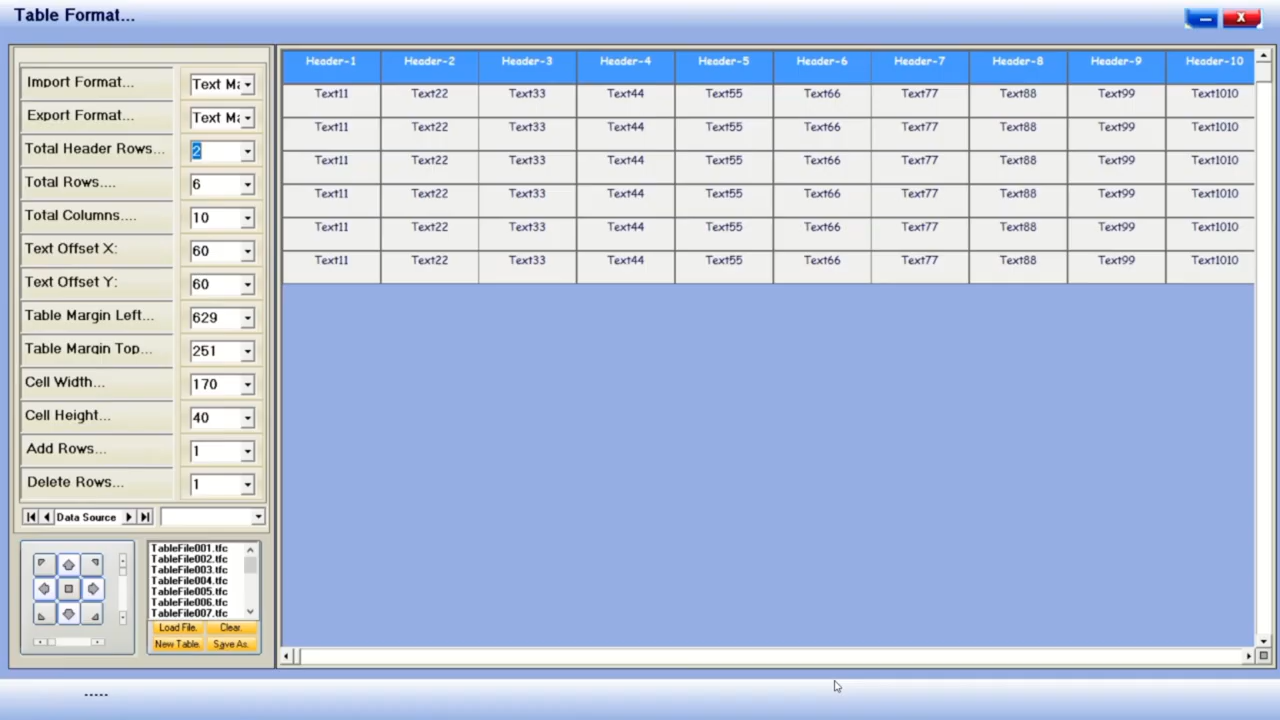 Table Format...
X
Import Format... Text Ma
Export Format... Text Ma
Total Header Rows... 2
Total Rows.... 6
Total Columns.... 10
Text Offset X: 60
Text Offset Y: 60
Table Margin Left... 629
Table Margin Top... 251
Cell Width... 170
Cell Height... 40
Add Rows... 1
Delete Rows... 1
Data Source
TableFile001.tfc
TableFile002.tfc
TableFile003.tfc
TableFile004.tfc
TableFile005.tfc
TableFile006.tfc
TableFile007.tfc
Load File. Clear.
New Table. Save As.
Header-1 Header-2 Header-3 Header-4 Header-5 Header-6 Header-7 Header-8 Header-9 Header-10
Text11 Text22 Text33 Text44 Text55 Text66 Text77 Text88 Text99 Text1010
Text11 Text22 Text33 Text44 Text55 Text66 Text77 Text88 Text99 Text1010
Text11 Text22 Text33 Text44 Text55 Text66 Text77 Text88 Text99 Text1010
Text11 Text22 Text33 Text44 Text55 Text66 Text77 Text88 Text99 Text1010
Text11 Text22 Text33 Text44 Text55 Text66 Text77 Text88 Text99 Text1010
Text11 Text22 Text33 Text44 Text55 Text66 Text77 Text88 Text99 Text1010
.....